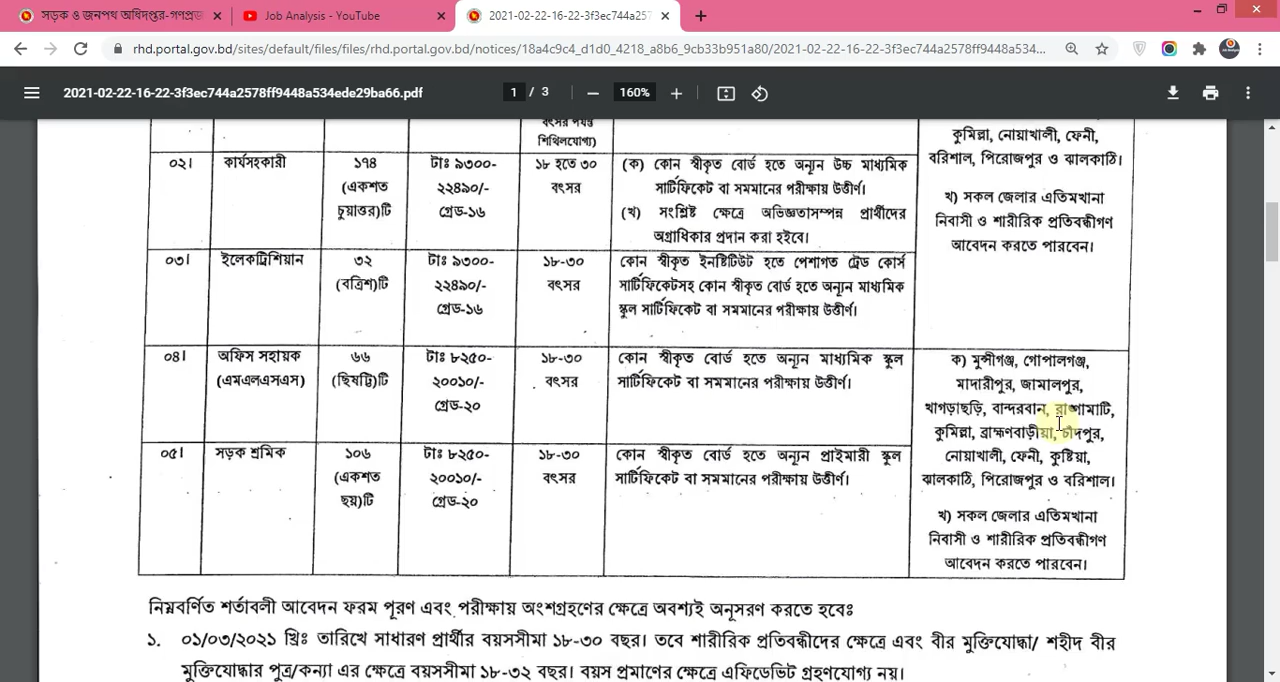 সড়ক ও জনপথ অধিদপ্তর-গণপ্রজ
Job Analysis - YouTube
2021-02-22-16-22-3f3ec744a257
rhd.portal.gov.bd/sites/default/files/files/rhd.portal.gov.bd/notices/18a4c9c4_d1d0_4218_a8b6_9cb33b951a80/2021-02-22-16-22-3f3ec744a2578ff9448a534...
2021-02-22-16-22-3f3ec744a2578ff9448a534ede29ba66.pdf
1 / 3
160%
বৎসর পর্যন্ত
শিথিলযোগ্য)
কুমিল্লা, নোয়াখালী, ফেনী,
বরিশাল, পিরোজপুর ও ঝালকাঠি।
খ) সকল জেলার এতিমখানা
নিবাসী ও শারীরিক প্রতিবন্ধীগণ
আবেদন করতে পারবেন।
০২।
কার্যসহকারী
১৭৪
(একশত
চুয়াত্তর)টি
টাঃ ৯৩০০-
২২৪৯০/-
গ্রেড-১৬
১৮ হতে ৩০
বৎসর
(ক) কোন স্বীকৃত বোর্ড হতে অন্যূন উচ্চ মাধ্যমিক
সার্টিফিকেট বা সমমানের পরীক্ষায় উত্তীর্ণ।
(খ) সংশ্লিষ্ট ক্ষেত্রে অভিজ্ঞতাসম্পন্ন প্রার্থীদের
অগ্রাধিকার প্রদান করা হইবে।
০৩।
ইলেকট্রিশিয়ান
৩২
(বত্রিশ)টি
টাঃ ৯৩০০-
২২৪৯০/-
গ্রেড-১৬
১৮-৩০
বৎসর
কোন স্বীকৃত ইনষ্টিটিউট হতে পেশাগত ট্রেড কোর্স
সার্টিফিকেটসহ কোন স্বীকৃত বোর্ড হতে অন্যূন মাধ্যমিক
স্কুল সার্টিফিকেট বা সমমানের পরীক্ষায় উত্তীর্ণ।
০৪।
অফিস সহায়ক
(এমএলএসএস)
৬৬
(ছিষট্টি)টি
টাঃ ৮২৫০-
২০০১০/-
গ্রেড-২০
১৮-৩০
বৎসর
কোন স্বীকৃত বোর্ড হতে অন্যূন মাধ্যমিক স্কুল
সার্টিফিকেট বা সমমানের পরীক্ষায় উত্তীর্ণ।
ক) মুন্সীগঞ্জ, গোপালগঞ্জ,
মাদারীপুর, জামালপুর,
খাগড়াছড়ি, বান্দরবান, রাঙ্গামাটি,
কুমিল্লা, ব্রাহ্মণবাড়ীয়া, চাঁদপুর,
নোয়াখালী, ফেনী, কুষ্টিয়া,
ঝালকাঠি, পিরোজপুর ও বরিশাল।
খ) সকল জেলার এতিমখানা
নিবাসী ও শারীরিক প্রতিবন্ধীগণ
আবেদন করতে পারবেন।
০৫।
সড়ক শ্রমিক
১০৬
(একশত
ছয়)টি
টাঃ ৮২৫০-
২০০১০/-
গ্রেড-২০
১৮-৩০
বৎসর
কোন স্বীকৃত বোর্ড হতে অন্যূন প্রাইমারী স্কুল
সার্টিফিকেট বা সমমানের পরীক্ষায় উত্তীর্ণ।
নিম্নবর্ণিত শর্তাবলী আবেদন ফরম পূরণ এবং পরীক্ষায় অংশগ্রহণের ক্ষেত্রে অবশ্যই অনুসরণ করতে হবেঃ
১. ০১/০৩/২০২১ খ্রিঃ তারিখে সাধারণ প্রার্থীর বয়সসীমা ১৮-৩০ বছর। তবে শারীরিক প্রতিবন্ধীদের ক্ষেত্রে এবং বীর মুক্তিযোদ্ধা/ শহীদ বীর
মুক্তিযোদ্ধার পুত্র/কন্যা এর ক্ষেত্রে বয়সসীমা ১৮-৩২ বছর। বয়স প্রমাণের ক্ষেত্রে এফিডেভিট গ্রহণযোগ্য নয়।